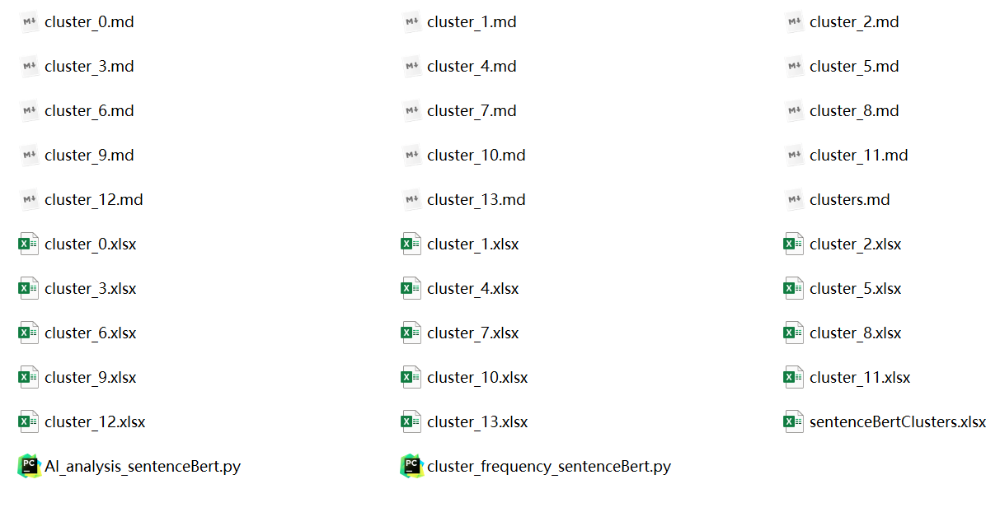 cluster_0.md cluster_1.md cluster_2.md
cluster_3.md cluster_4.md cluster_5.md
cluster_6.md cluster_7.md cluster_8.md
cluster_9.md cluster_10.md cluster_11.md
cluster_12.md cluster_13.md clusters.md
cluster_0.xlsx cluster_1.xlsx cluster_2.xlsx
cluster_3.xlsx cluster_4.xlsx cluster_5.xlsx
cluster_6.xlsx cluster_7.xlsx cluster_8.xlsx
cluster_9.xlsx cluster_10.xlsx cluster_11.xlsx
cluster_12.xlsx cluster_13.xlsx sentenceBertClusters.xlsx
AI_analysis_sentenceBert.py cluster_frequency_sentenceBert.py